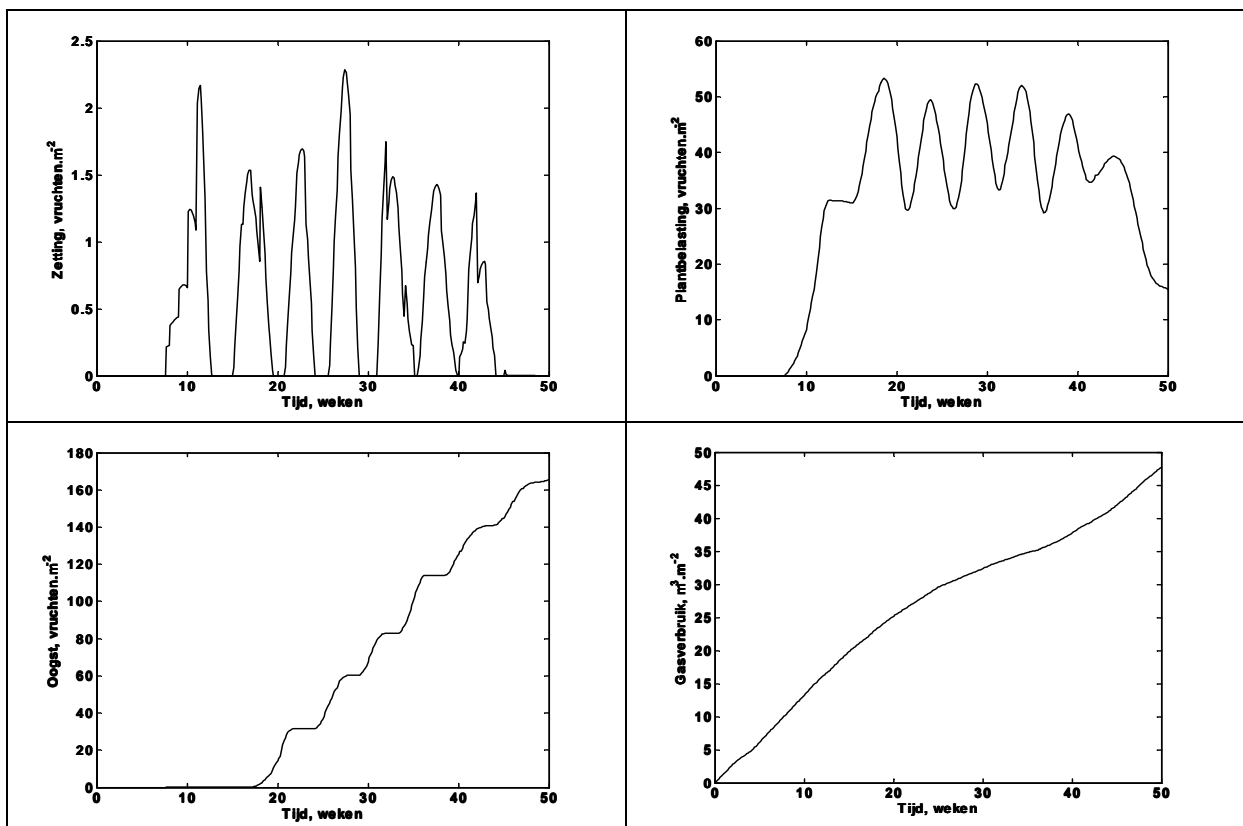 2.5
2
1.5
1
0.5
0
0 10 20 30 40 50
Zetting, vruchten.m-2
Tijd, weken
60
50
40
30
20
10
0
0 10 20 30 40 50
Plantbelasting, vruchten.m-2
Tijd, weken
180
160
140
120
100
80
60
40
20
0
0 10 20 30 40 50
Oogst, vruchten.m-2
Tijd, weken
50
45
40
35
30
25
20
15
10
5
0
0 10 20 30 40 50
Gasverbruik, m3.m-2
Tijd, weken